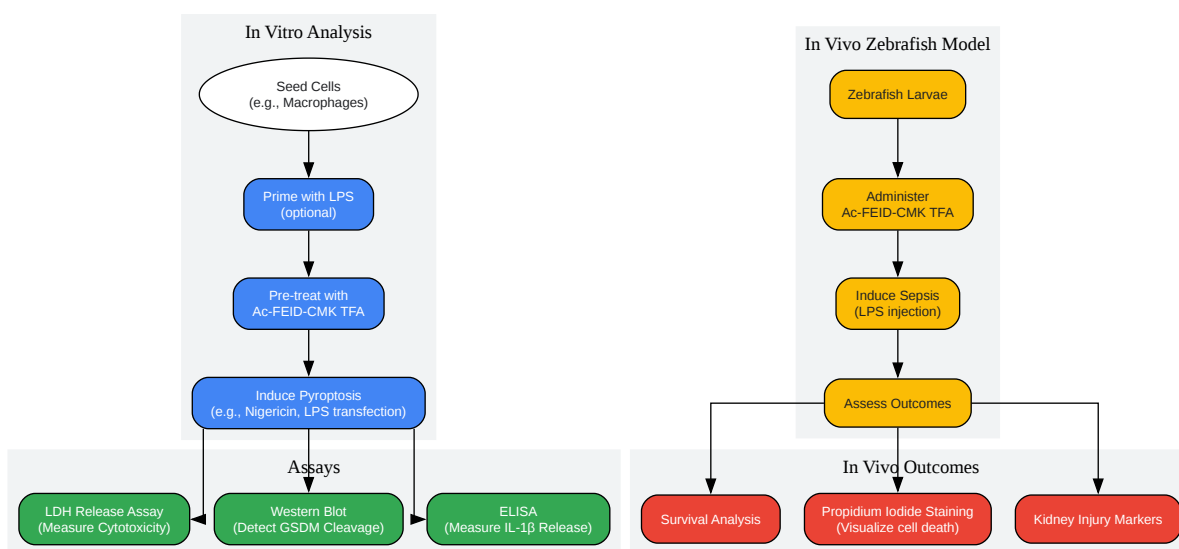 In Vitro Analysis
Seed Cells
(e.g., Macrophages)
Prime with LPS
(optional)
Pre-treat with
Ac-FEID-CMK TFA
Induce Pyroptosis
(e.g., Nigericin, LPS transfection)
Assays
LDH Release Assay
(Measure Cytotoxicity)
Western Blot
(Detect GSDM Cleavage)
ELISA
(Measure IL-1β Release)
In Vivo Zebrafish Model
Zebrafish Larvae
Administer
Ac-FEID-CMK TFA
Induce Sepsis
(LPS injection)
Assess Outcomes
In Vivo Outcomes
Survival Analysis
Propidium Iodide Staining
(Visualize cell death)
Kidney Injury Markers